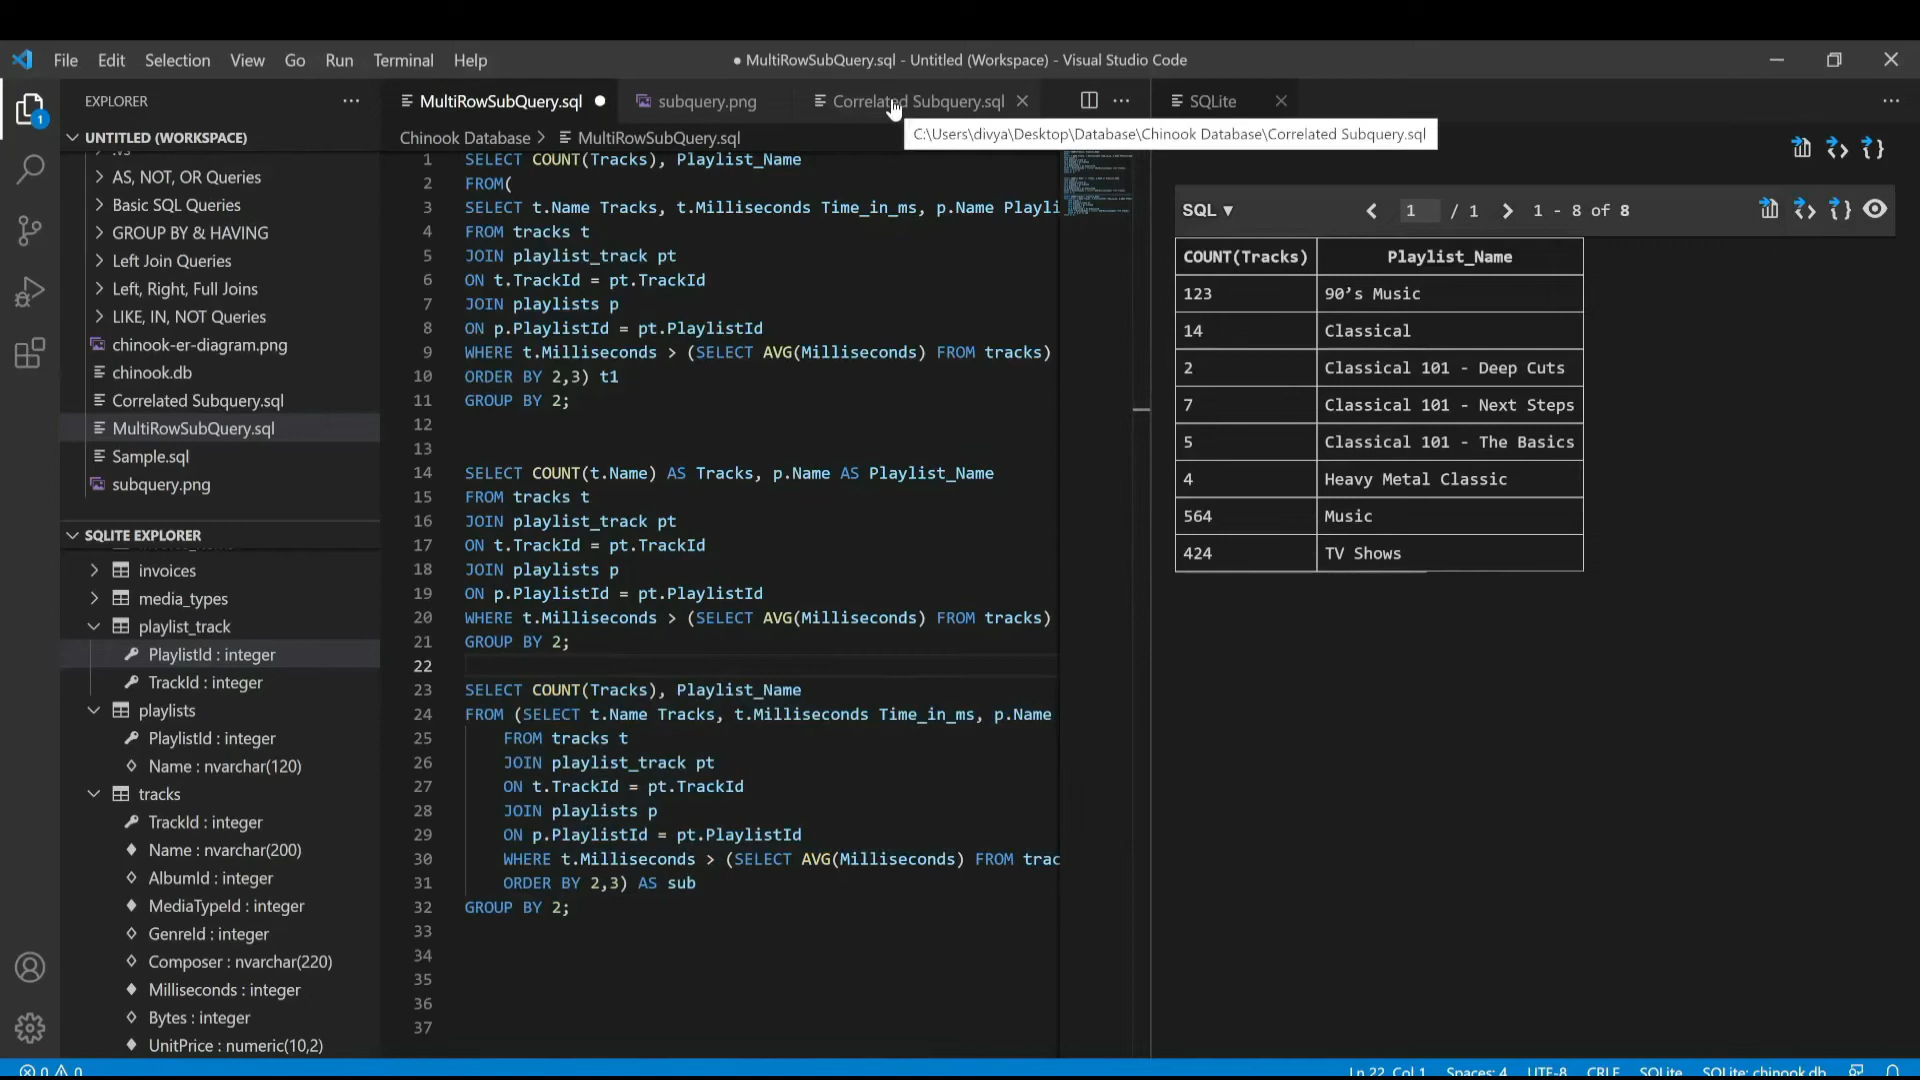 File Edit Selection View Go Run Terminal Help
● MultiRowSubQuery.sql - Untitled (Workspace) - Visual Studio Code
EXPLORER
UNTITLED (WORKSPACE)
.vs
AS, NOT, OR Queries
Basic SQL Queries
GROUP BY & HAVING
Left Join Queries
Left, Right, Full Joins
LIKE, IN, NOT Queries
chinook-er-diagram.png
chinook.db
Correlated Subquery.sql
MultiRowSubQuery.sql
Sample.sql
subquery.png
SQLITE EXPLORER
invoices
media_types
playlist_track
PlaylistId : integer
TrackId : integer
playlists
PlaylistId : integer
Name : nvarchar(120)
tracks
TrackId : integer
Name : nvarchar(200)
AlbumId : integer
MediaTypeId : integer
GenreId : integer
Composer : nvarchar(220)
Milliseconds : integer
Bytes : integer
UnitPrice : numeric(10,2)
1
MultiRowSubQuery.sql
subquery.png
Correlated Subquery.sql
C:\Users\divya\Desktop\Database\Chinook Database\Correlated Subquery.sql
Chinook Database > MultiRowSubQuery.sql
1 SELECT COUNT(Tracks), Playlist_Name
2 FROM(
3 SELECT t.Name Tracks, t.Milliseconds Time_in_ms, p.Name Playli
4 FROM tracks t
5 JOIN playlist_track pt
6 ON t.TrackId = pt.TrackId
7 JOIN playlists p
8 ON p.PlaylistId = pt.PlaylistId
9 WHERE t.Milliseconds > (SELECT AVG(Milliseconds) FROM tracks)
10 ORDER BY 2,3) t1
11 GROUP BY 2;
12
13
14 SELECT COUNT(t.Name) AS Tracks, p.Name AS Playlist_Name
15 FROM tracks t
16 JOIN playlist_track pt
17 ON t.TrackId = pt.TrackId
18 JOIN playlists p
19 ON p.PlaylistId = pt.PlaylistId
20 WHERE t.Milliseconds > (SELECT AVG(Milliseconds) FROM tracks)
21 GROUP BY 2;
22
23 SELECT COUNT(Tracks), Playlist_Name
24 FROM (SELECT t.Name Tracks, t.Milliseconds Time_in_ms, p.Name
25 FROM tracks t
26 JOIN playlist_track pt
27 ON t.TrackId = pt.TrackId
28 JOIN playlists p
29 ON p.PlaylistId = pt.PlaylistId
30 WHERE t.Milliseconds > (SELECT AVG(Milliseconds) FROM trac
31 ORDER BY 2,3) AS sub
32 GROUP BY 2;
33
34
35
36
37
SQLite
SQL ▼ < 1 / 1 > 1 - 8 of 8
COUNT(Tracks) Playlist_Name
123 90’s Music
14 Classical
2 Classical 101 - Deep Cuts
7 Classical 101 - Next Steps
5 Classical 101 - The Basics
4 Heavy Metal Classic
564 Music
424 TV Shows
0 0 Ln 22, Col 1 Spaces: 4 UTF-8 CRLF SQLite SQLite: chinook.db